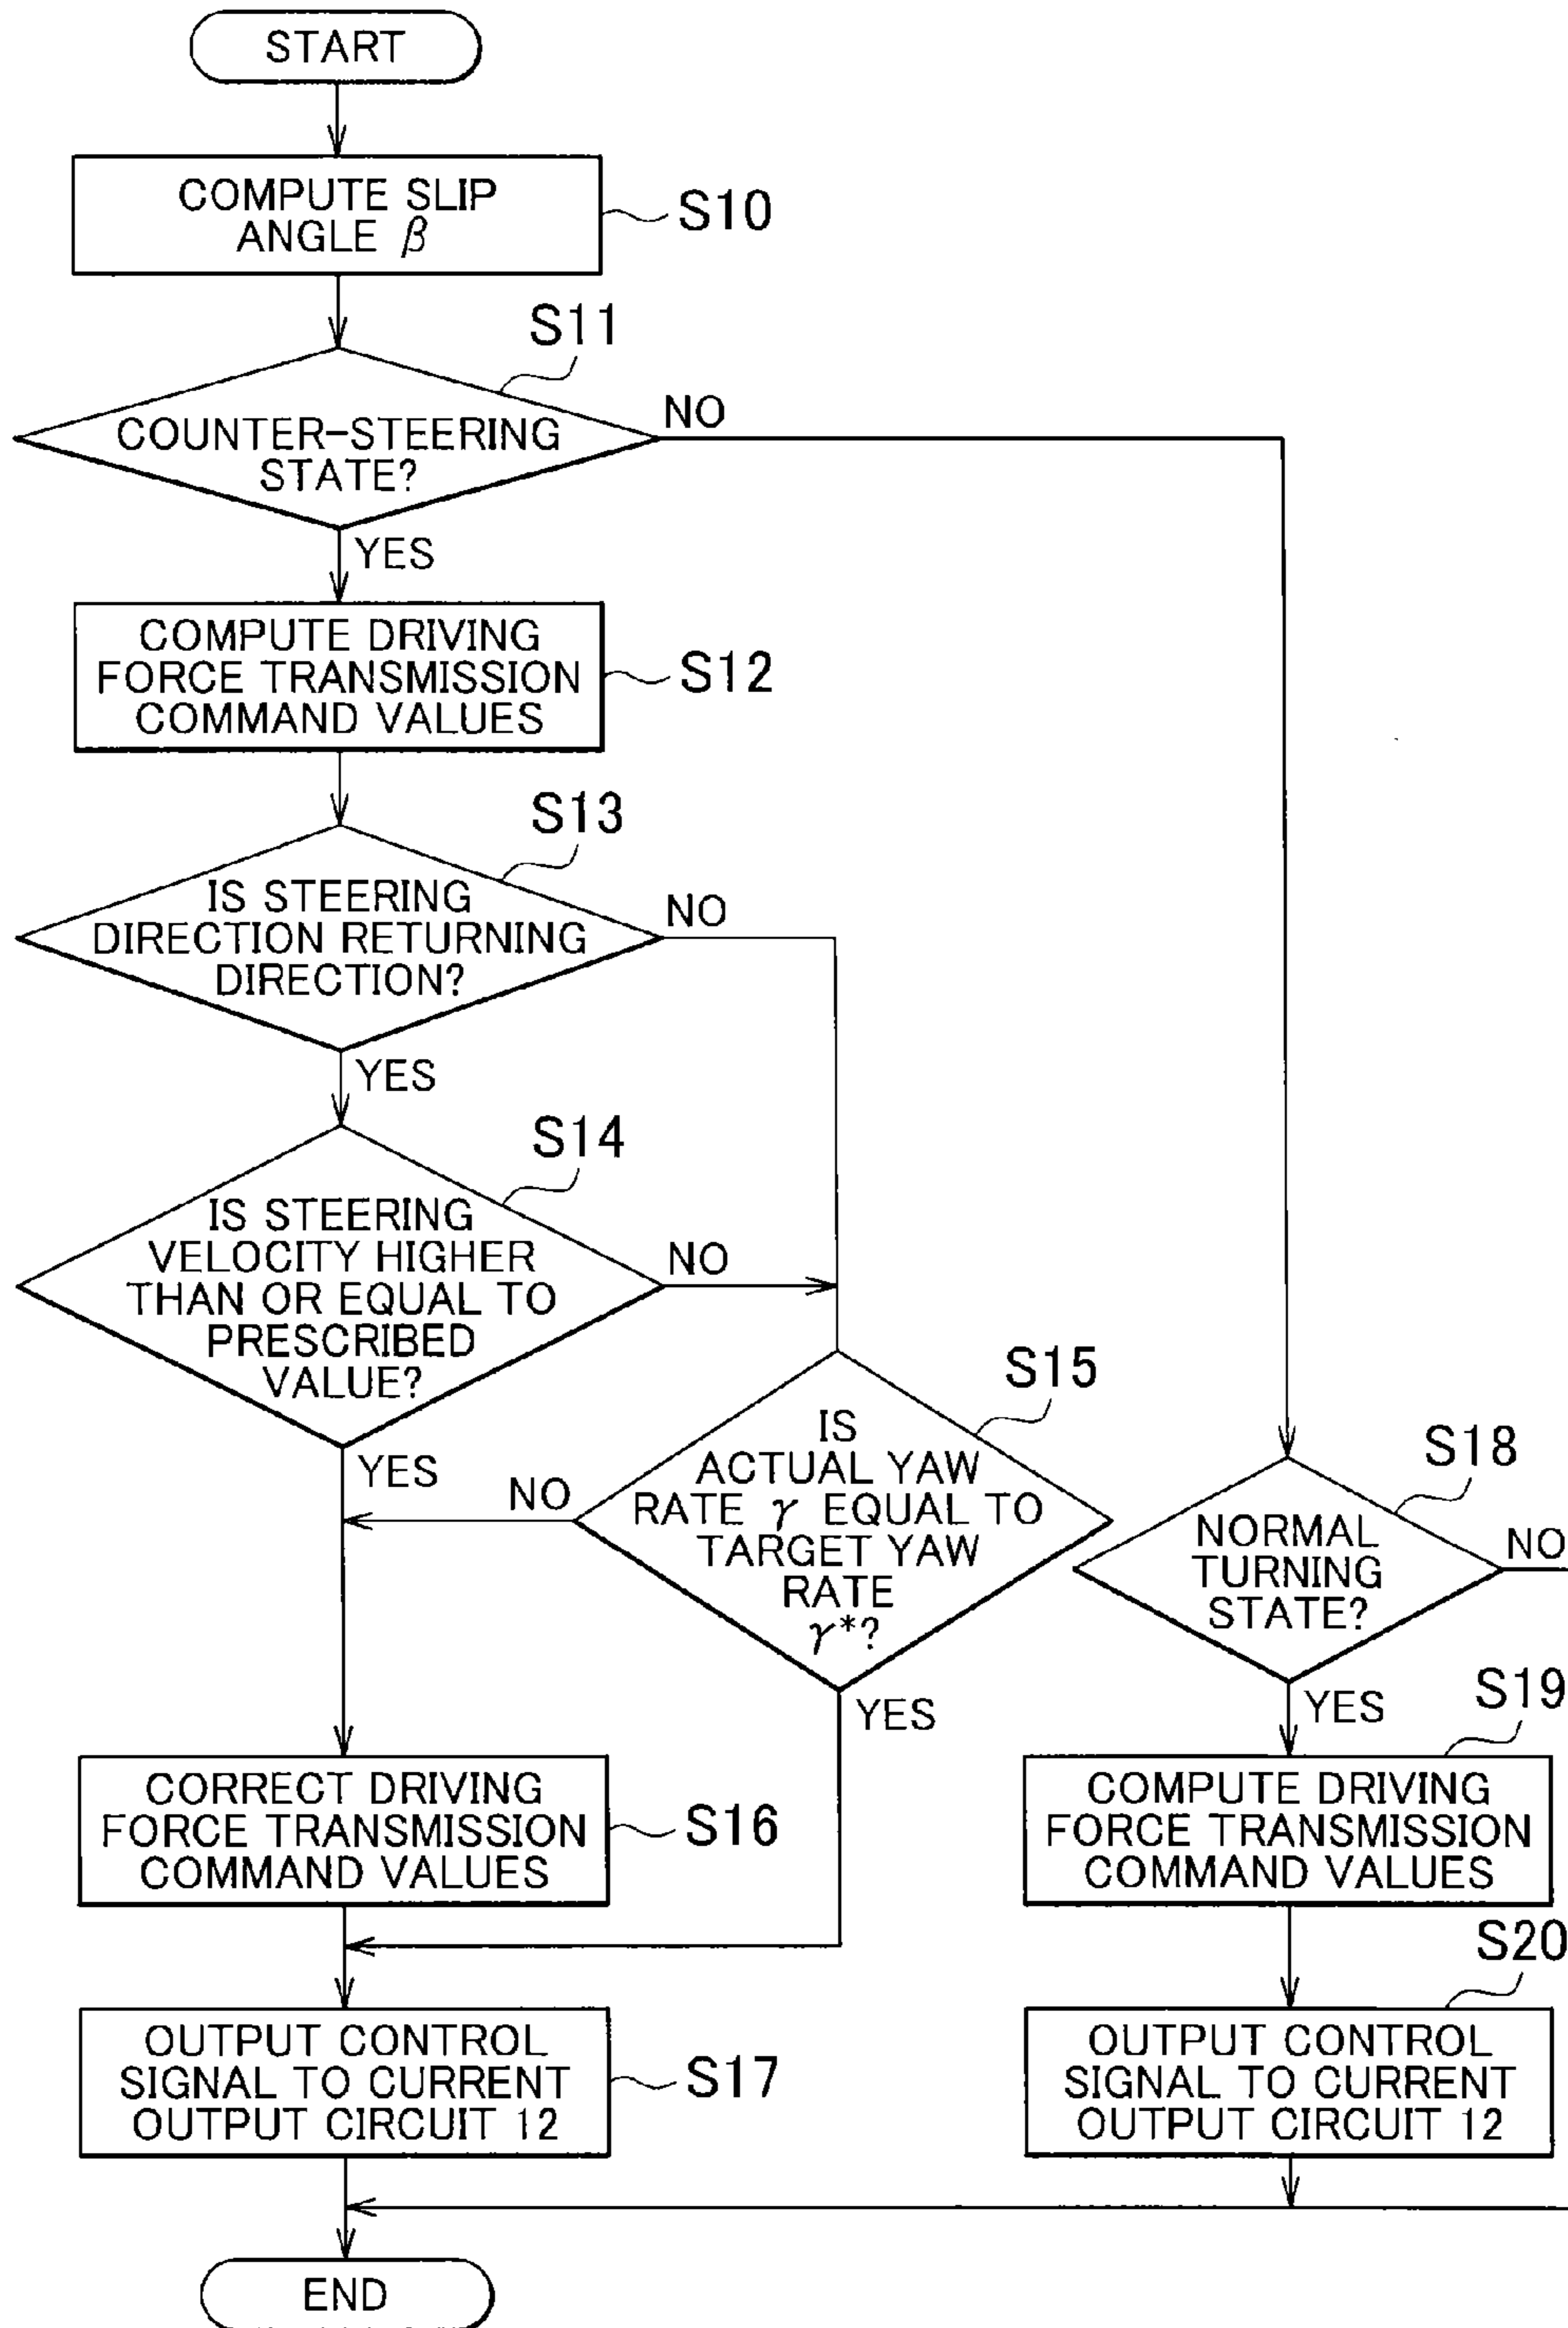 START
COMPUTE SLIP
ANGLE β
S10
S11
COUNTER-STEERING
STATE?
NO
YES
COMPUTE DRIVING
FORCE TRANSMISSION
COMMAND VALUES
S12
S13
IS STEERING
DIRECTION RETURNING
DIRECTION?
NO
YES
S14
IS STEERING
VELOCITY HIGHER
THAN OR EQUAL TO
PRESCRIBED
VALUE?
NO
YES
S15
IS
ACTUAL YAW
RATE γ EQUAL TO
TARGET YAW
RATE
γ*?
NO
YES
CORRECT DRIVING
FORCE TRANSMISSION
COMMAND VALUES
S16
OUTPUT CONTROL
SIGNAL TO CURRENT
OUTPUT CIRCUIT 12
S17
S18
NORMAL
TURNING
STATE?
NO
YES
S19
COMPUTE DRIVING
FORCE TRANSMISSION
COMMAND VALUES
S20
OUTPUT CONTROL
SIGNAL TO CURRENT
OUTPUT CIRCUIT 12
END